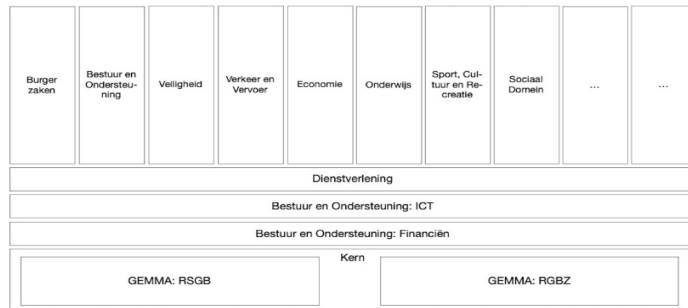 Burger
zaken
Bestuur en
Ondersteu-
ning
Veiligheid
Verkeer en
Vervoer
Economie
Onderwijs
Sport, Cul-
tuur en Re-
creatie
Sociaal
Domein
...
...
Dienstverlening
Bestuur en Ondersteuning: ICT
Bestuur en Ondersteuning: Financiën
Kern
GEMMA: RSGB
GEMMA: RGBZ